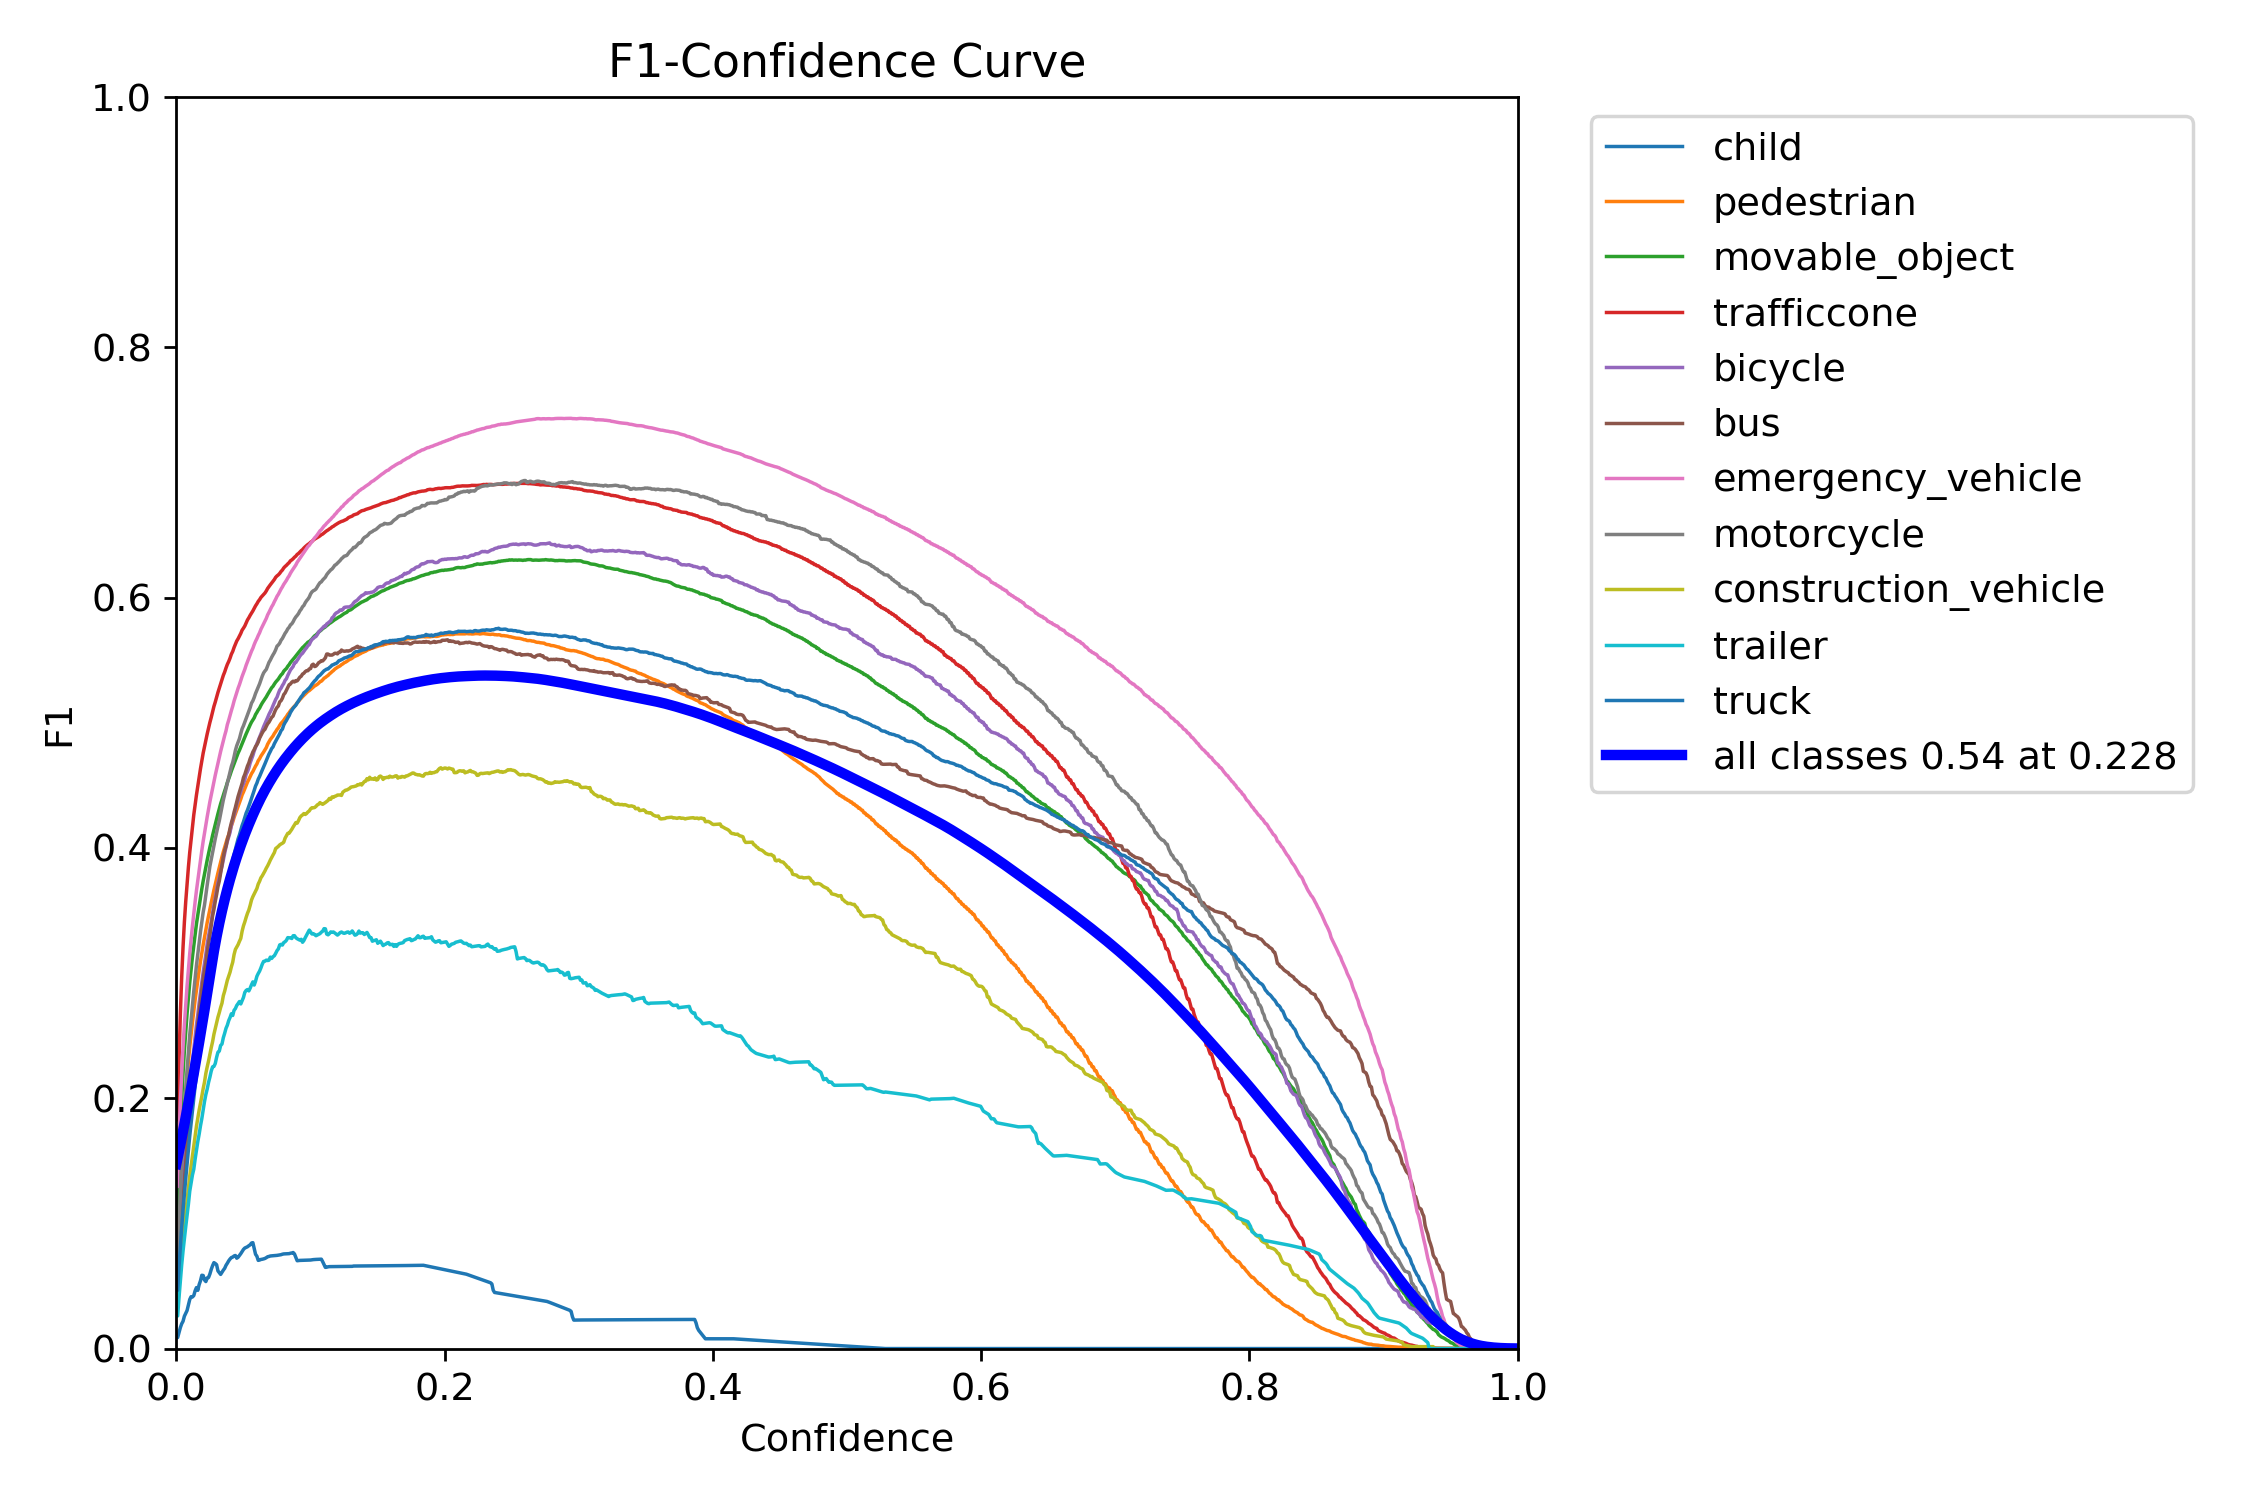 F1-Confidence Curve
1.0
0.8
0.6
0.4
0.2
0.0
F1
0.0 0.2 0.4 0.6 0.8 1.0
Confidence
child
pedestrian
movable_object
trafficcone
bicycle
bus
emergency_vehicle
motorcycle
construction_vehicle
trailer
truck
all classes 0.54 at 0.228